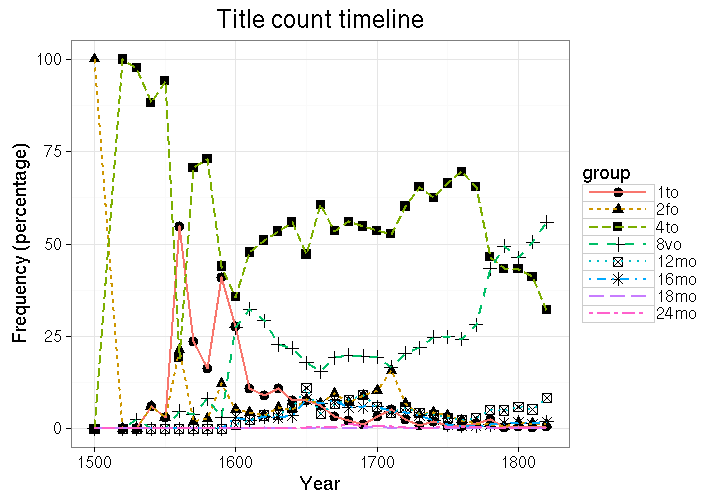 Title count timeline
Frequency (percentage)
100
75
50
25
0
1500
1600
1700
1800
Year
group
1to
2fo
4to
8vo
12mo
16mo
18mo
24mo